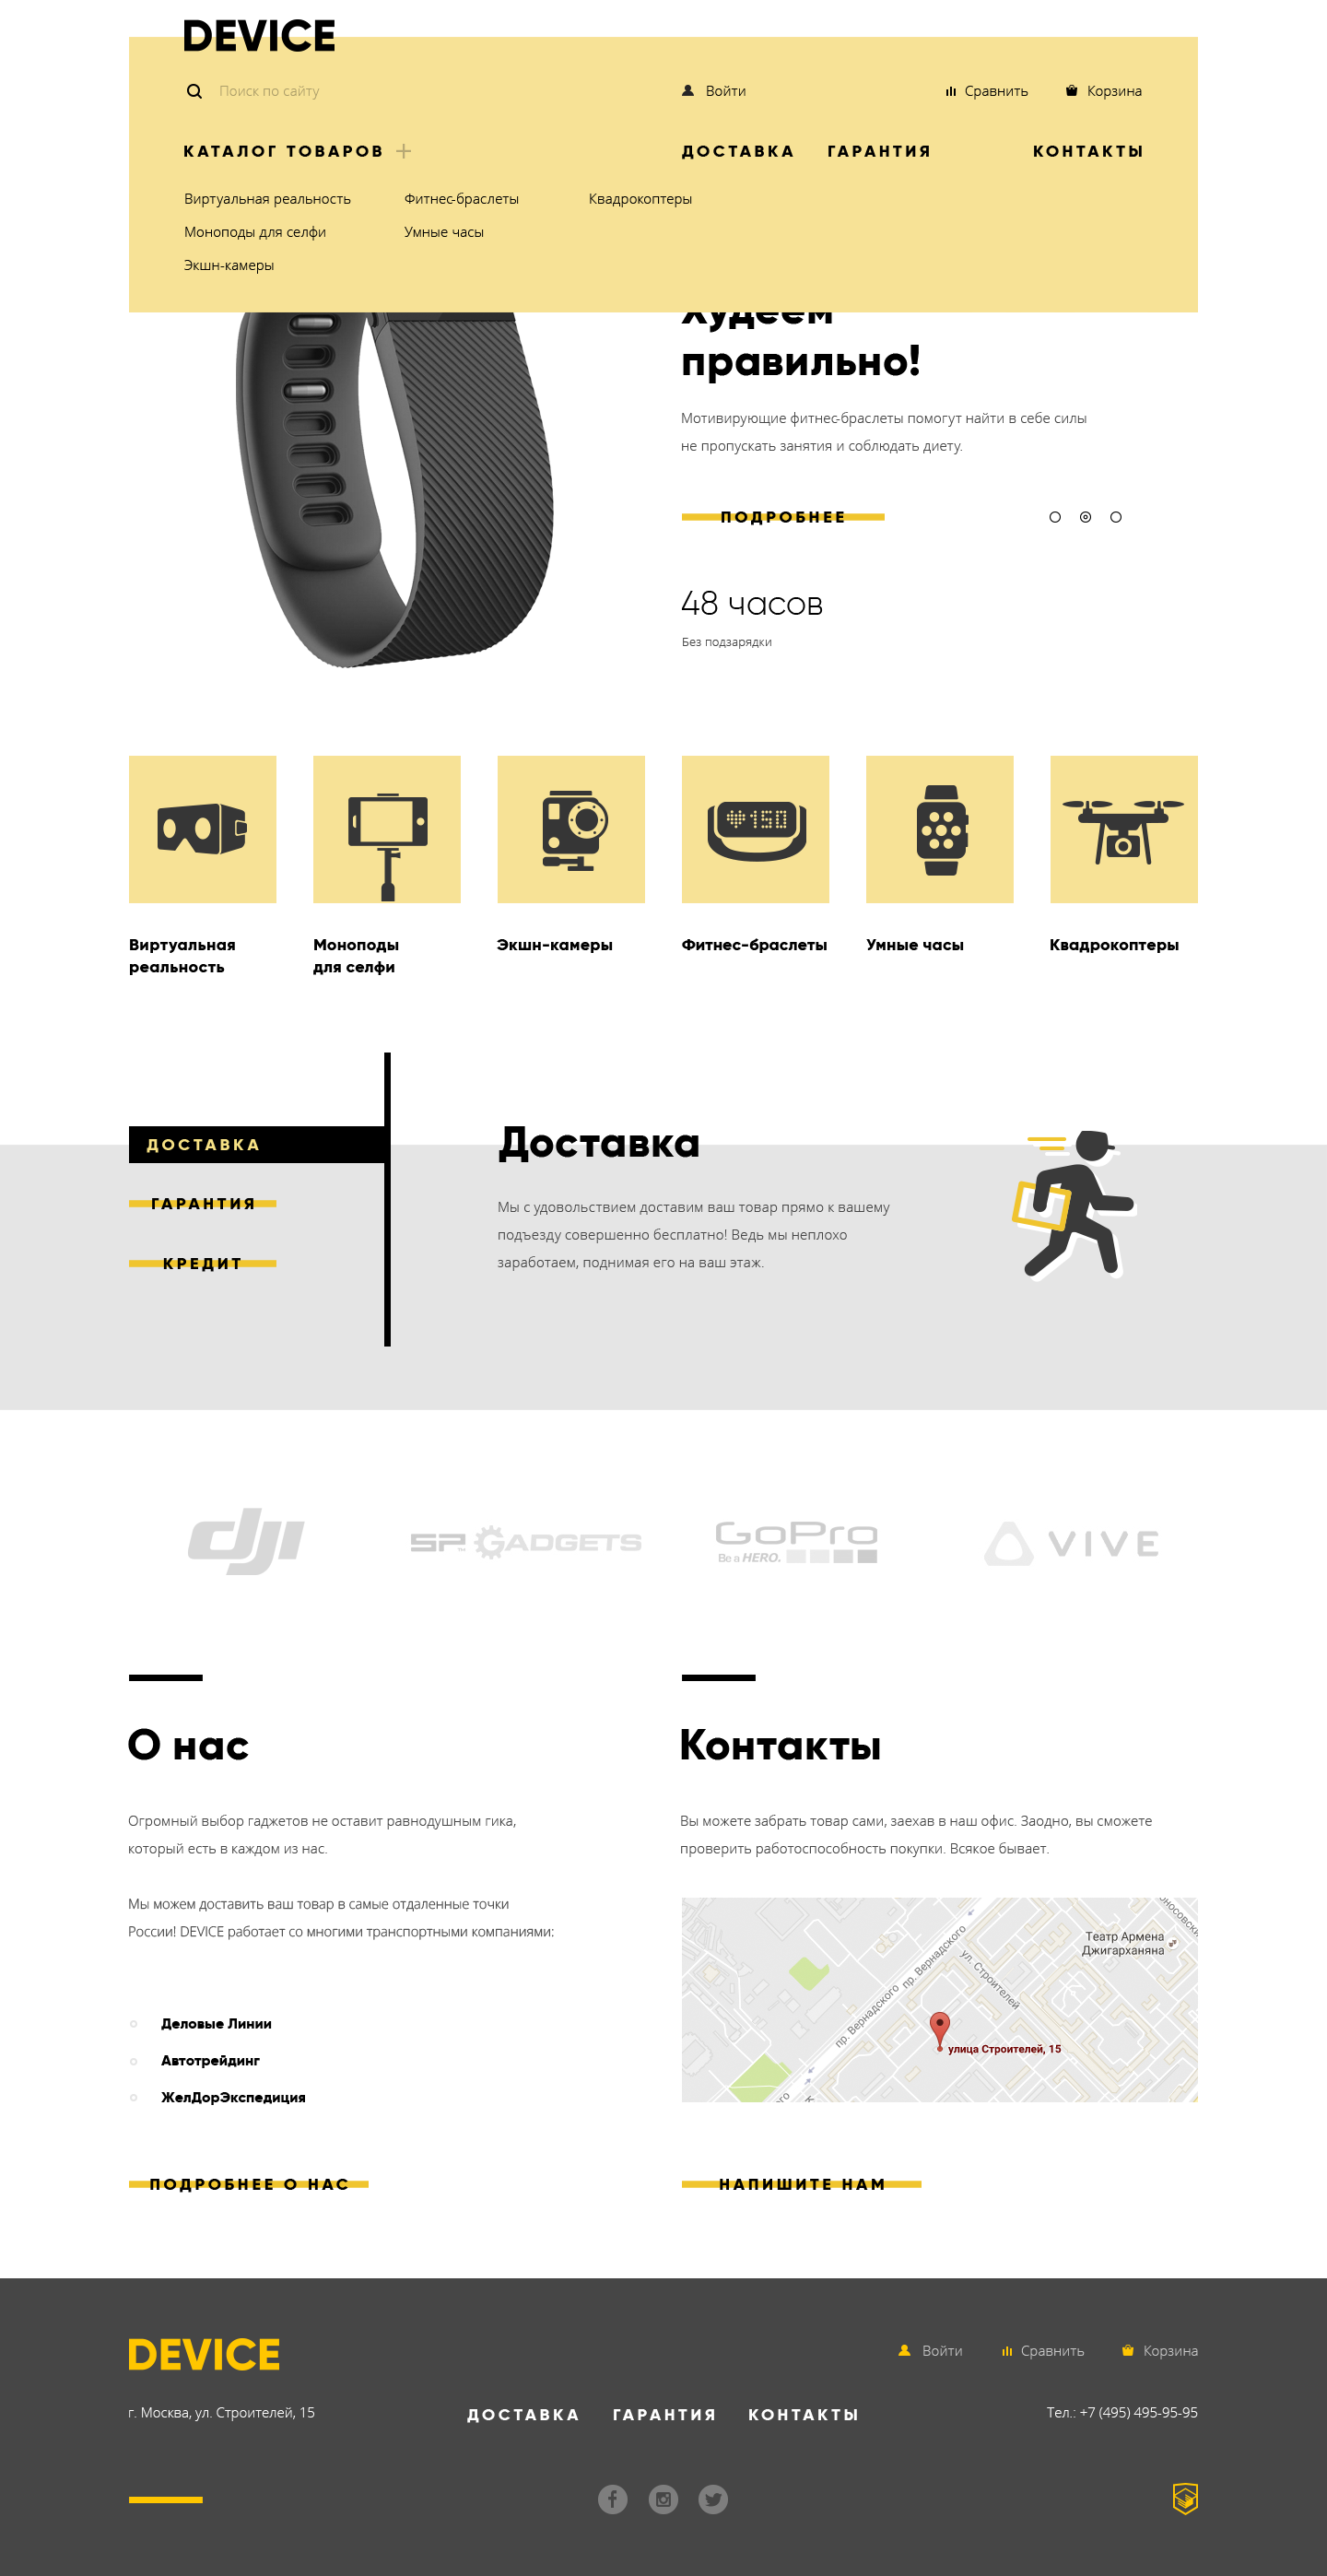 DEVICE
Поиск по сайту
Войти
Сравнить
Корзина
КАТАЛОГ ТОВАРОВ +
ДОСТАВКА
ГАРАНТИЯ
КОНТАКТЫ
Виртуальная реальность
Фитнес-браслеты
Квадрокоптеры
Моноподы для селфи
Умные часы
Экшн-камеры
Худеем
правильно!
Мотивирующие фитнес-браслеты помогут найти в себе силы
не пропускать занятия и соблюдать диету.
ПОДРОБНЕЕ
48 часов
Без подзарядки
150
Виртуальная
реальность
Моноподы
для селфи
Экшн-камеры
Фитнес-браслеты
Умные часы
Квадрокоптеры
ДОСТАВКА
ГАРАНТИЯ
КРЕДИТ
Доставка
Мы с удовольствием доставим ваш товар прямо к вашему
подъезду совершенно бесплатно! Ведь мы неплохо
заработаем, поднимая его на ваш этаж.
dji
SP GADGETS
GoPro
Be a HERO.
VIVE
О нас
Огромный выбор гаджетов не оставит равнодушным гика,
который есть в каждом из нас.
Мы можем доставить ваш товар в самые отдаленные точки
России! DEVICE работает со многими транспортными компаниями:
Деловые Линии
Автотрейдинг
ЖелДорЭкспедиция
ПОДРОБНЕЕ О НАС
Контакты
Вы можете забрать товар сами, заехав в наш офис. Заодно, вы сможете
проверить работоспособность покупки. Всякое бывает.
Театр Армена
Джигарханяна
пр. Вернадского
ул. Строителей
пр. Вернадского
улица Строителей, 15
НАПИШИТЕ НАМ
DEVICE
Войти
Сравнить
Корзина
г. Москва, ул. Строителей, 15
ДОСТАВКА
ГАРАНТИЯ
КОНТАКТЫ
Тел.: +7 (495) 495-95-95